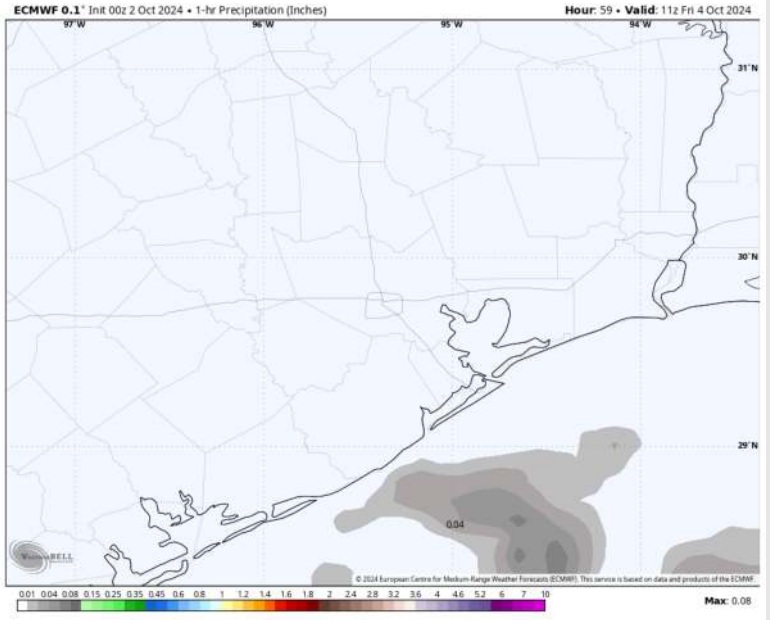 ECMWF 0.1° Init 00z 2 Oct 2024 • 1-hr Precipitation (Inches) Hour: 59 • Valid: 11z Fri 4 Oct 2024
97°W 96°W 95°W 94°W
31°N
30°N
29°N
0.04
BELL
© 2024 European Centre for Medium-Range Weather Forecasts (ECMWF). This service is based on data and products of the ECMWF.
0.01 0.04 0.08 0.15 0.25 0.35 0.45 0.6 0.8 1 1.2 1.4 1.6 1.8 2 2.4 2.8 3.2 3.6 4 4.6 5.2 6 7 10
Max: 0.08